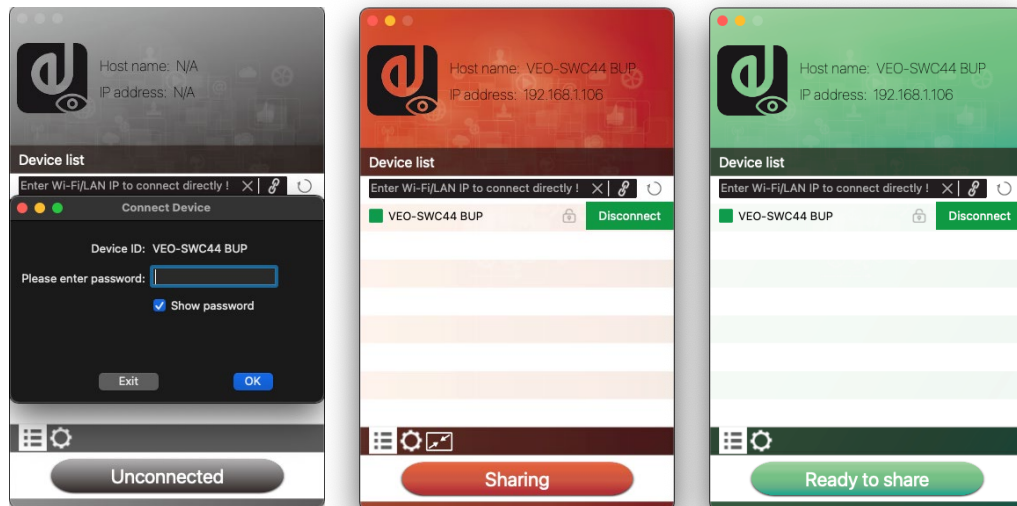 Host name: N/A
IP address: N/A
Device list
Enter Wi-Fi/LAN IP to connect directly !
Connect Device
Device ID: VEO-SWC44 BUP
Please enter password:
Show password
Exit
OK
Unconnected
Host name: VEO-SWC44 BUP
IP address: 192.168.1.106
Device list
Enter Wi-Fi/LAN IP to connect directly !
VEO-SWC44 BUP
Disconnect
Sharing
Host name: VEO-SWC44 BUP
IP address: 192.168.1.106
Device list
Enter Wi-Fi/LAN IP to connect directly !
VEO-SWC44 BUP
Disconnect
Ready to share